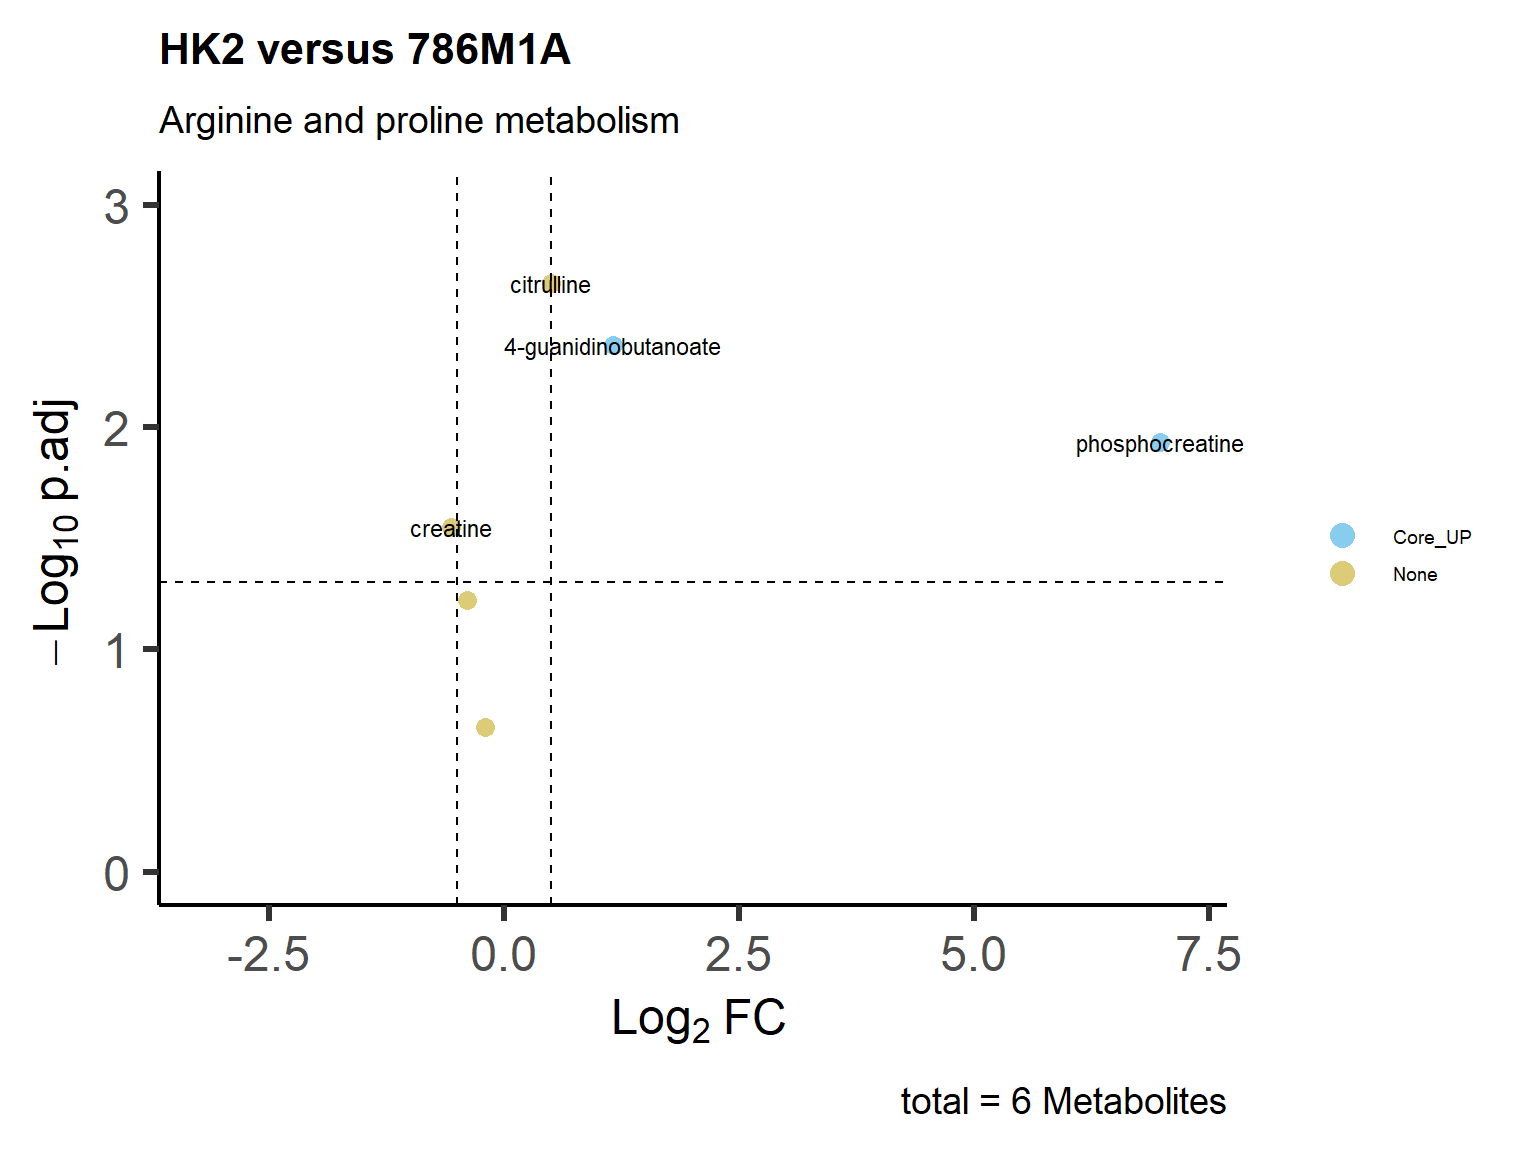 HK2 versus 786M1A
Arginine and proline metabolism
3
2
1
0
−Log10 p.adj
citrulline
4-guanidinobutanoate
phosphocreatine
creatine
Core_UP
None
-2.5 0.0 2.5 5.0 7.5
Log2 FC
total = 6 Metabolites